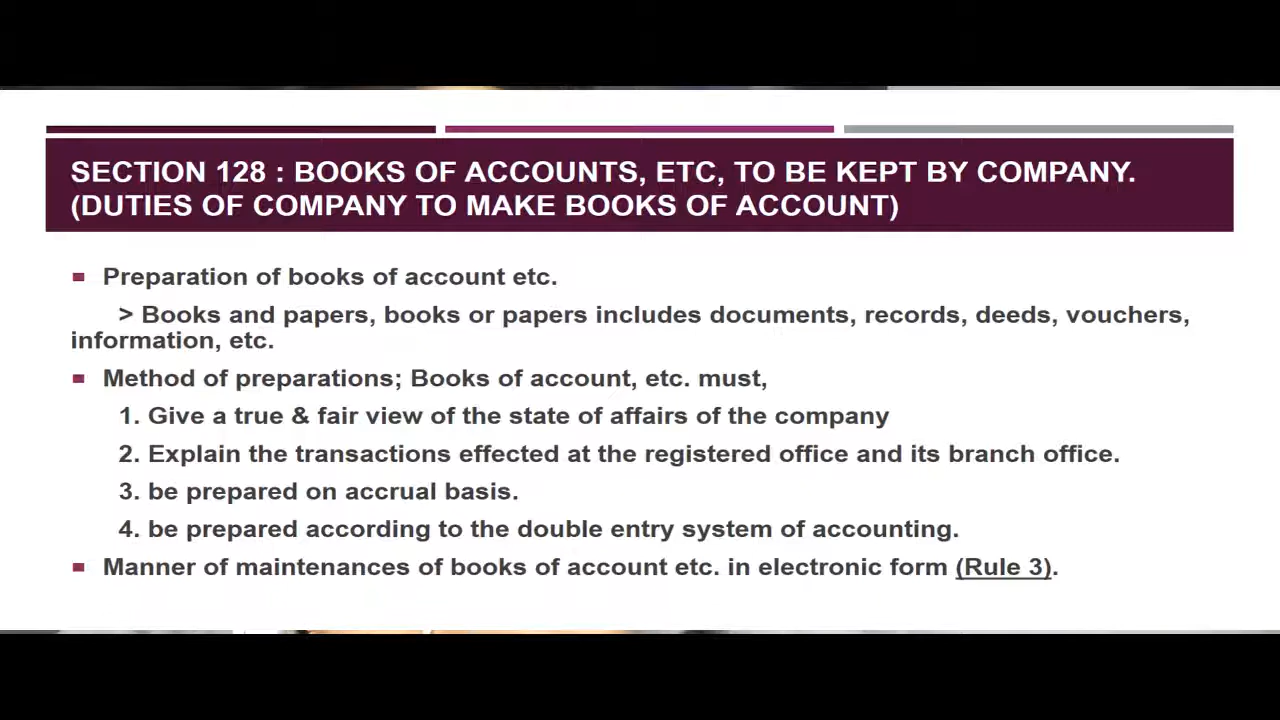 SECTION 128 : BOOKS OF ACCOUNTS, ETC, TO BE KEPT BY COMPANY.
(DUTIES OF COMPANY TO MAKE BOOKS OF ACCOUNT)
Preparation of books of account etc.
> Books and papers, books or papers includes documents, records, deeds, vouchers,
information, etc.
Method of preparations; Books of account, etc. must,
1. Give a true & fair view of the state of affairs of the company
2. Explain the transactions effected at the registered office and its branch office.
3. be prepared on accrual basis.
4. be prepared according to the double entry system of accounting.
Manner of maintenances of books of account etc. in electronic form (Rule 3).